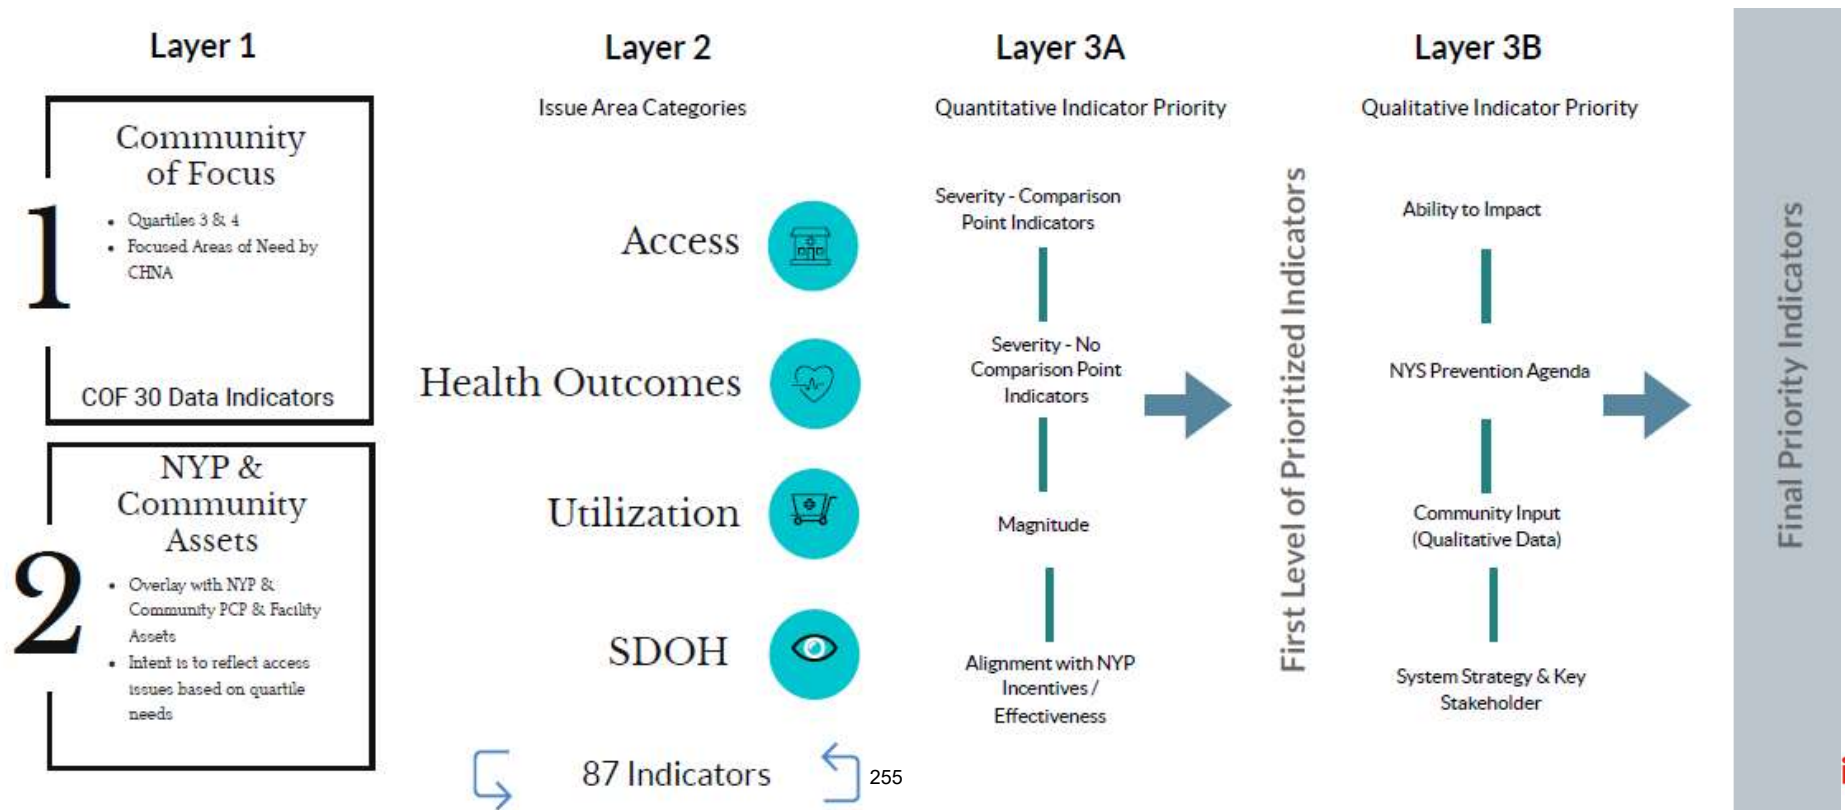 Layer 1
1
Community
of Focus
• Quartiles 3 & 4
• Focused Areas of Need by
CHNA
COF 30 Data Indicators
2
NYP &
Community
Assets
• Overlay with NYP &
Community PCP & Facility
Assets
• Intent is to reflect access
issues based on quartile
needs
Layer 2
Issue Area Categories
Access
Health Outcomes
Utilization
SDOH
87 Indicators
255
Layer 3A
Quantitative Indicator Priority
Severity - Comparison
Point Indicators
Severity - No
Comparison Point
Indicators
Magnitude
Alignment with NYP
Incentives /
Effectiveness
First Level of Prioritized Indicators
Layer 3B
Qualitative Indicator Priority
Ability to Impact
NYS Prevention Agenda
Community Input
(Qualitative Data)
System Strategy & Key
Stakeholder
Final Priority Indicators